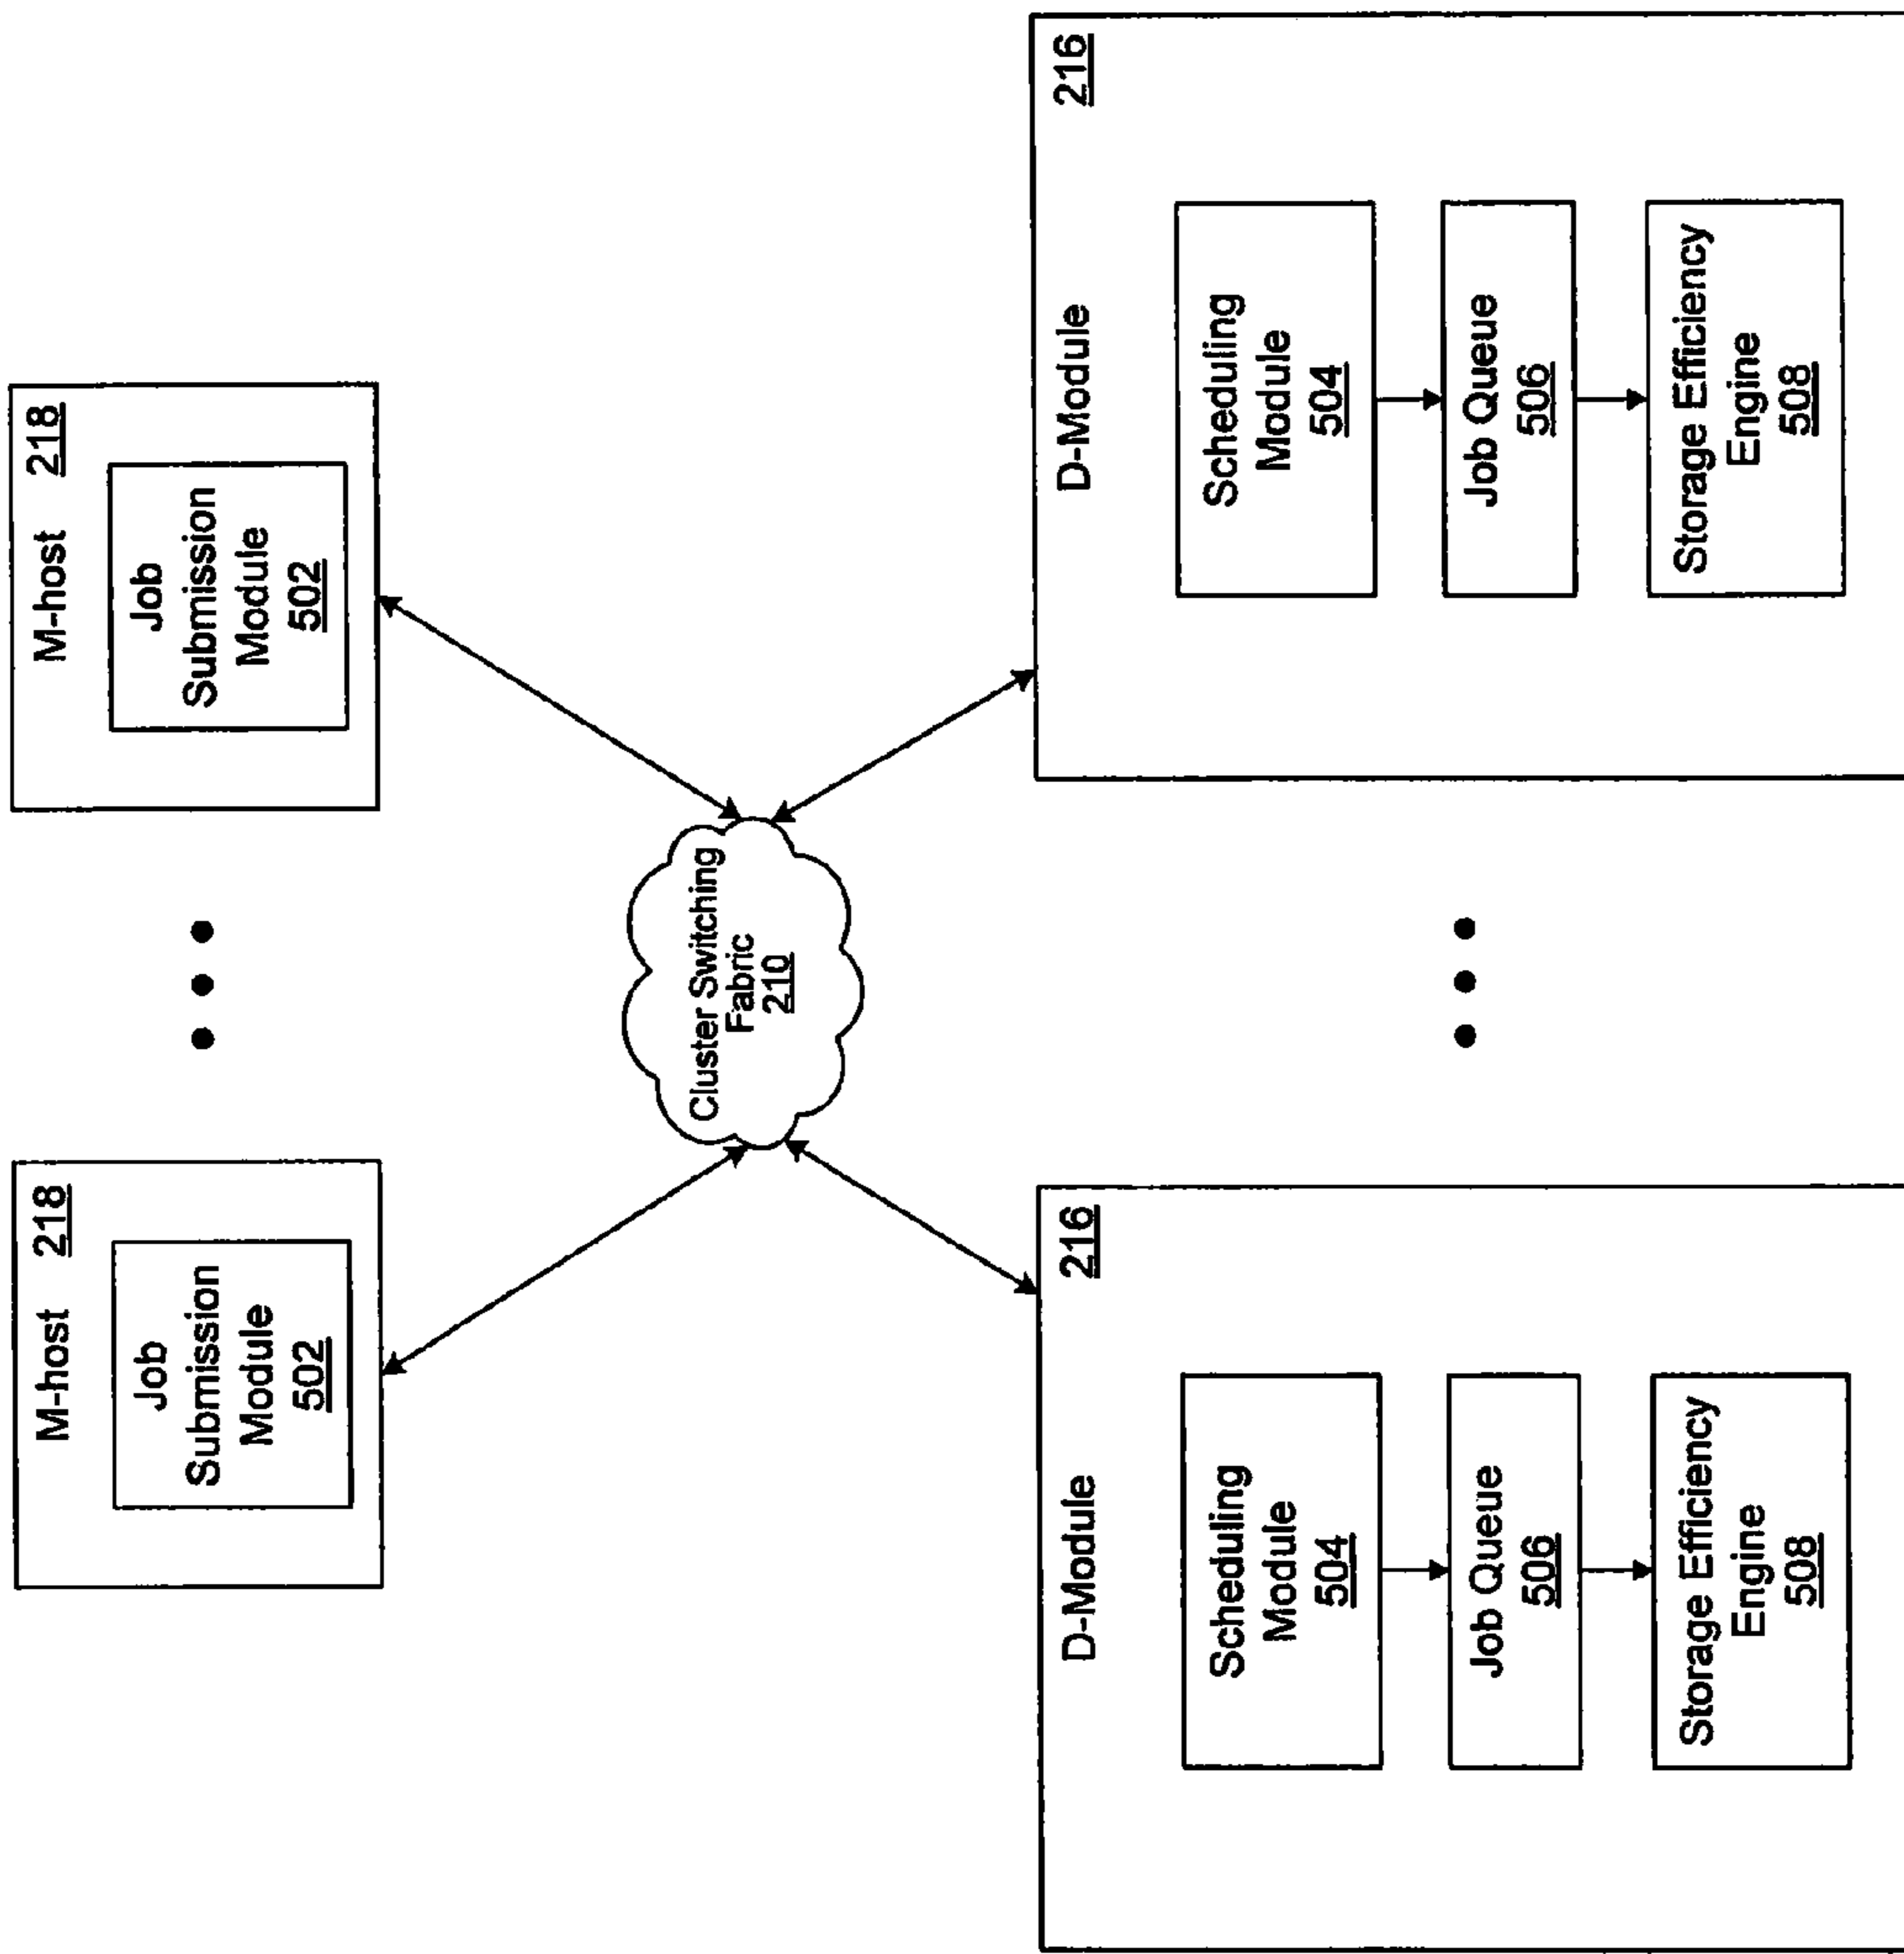 M-host 218
Job
Submission
Module
502
M-host 218
Job
Submission
Module
502
Cluster Switching
Fabric
210
D-Module 216
Scheduling
Module
504
Job Queue
506
Storage Efficiency
Engine
508
D-Module 216
Scheduling
Module
504
Job Queue
506
Storage Efficiency
Engine
508